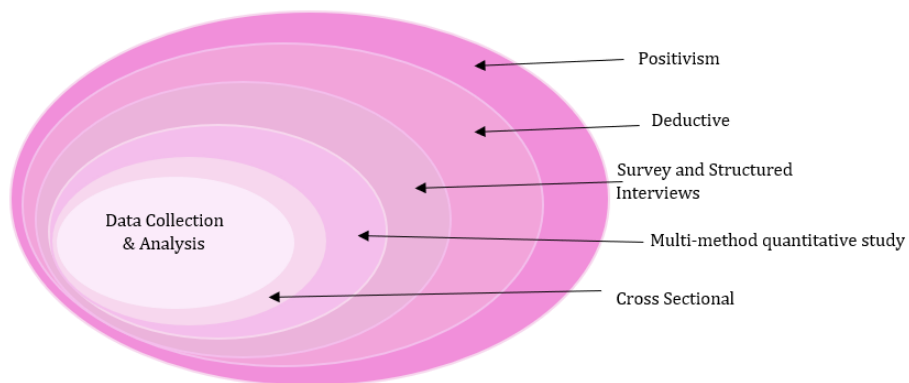 Positivism
Deductive
Survey and Structured
Interviews
Data Collection
& Analysis
Multi-method quantitative study
Cross Sectional